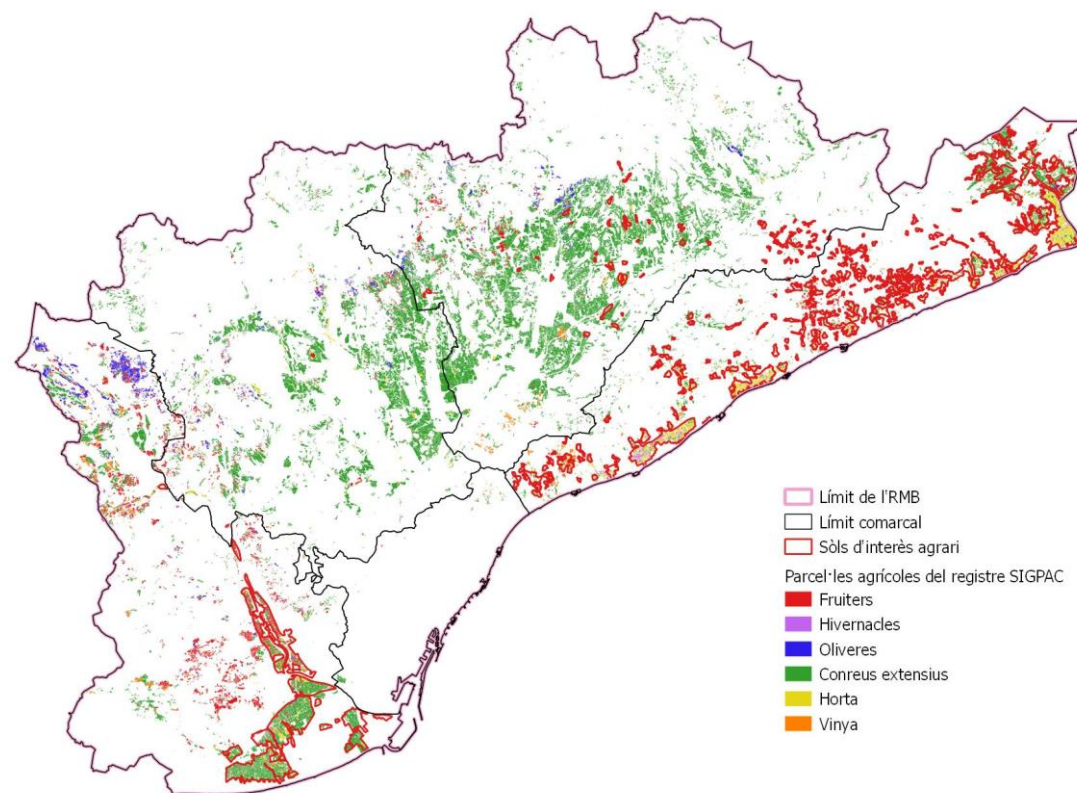 Límit de l'RMB
Límit comarcal
Sòls d'interès agrari
Parcel·les agrícoles del registre SIGPAC
Fruiters
Hivernacles
Oliveres
Conreus extensius
Horta
Vinya